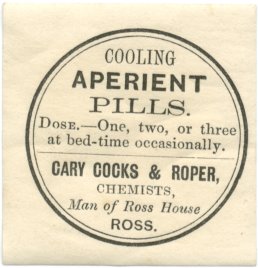 COOLING
APERIENT
PILLS.
DOSE.—One, two, or three
at bed-time occasionally.
CARY COCKS & ROPER,
CHEMISTS,
Man of Ross House
ROSS.